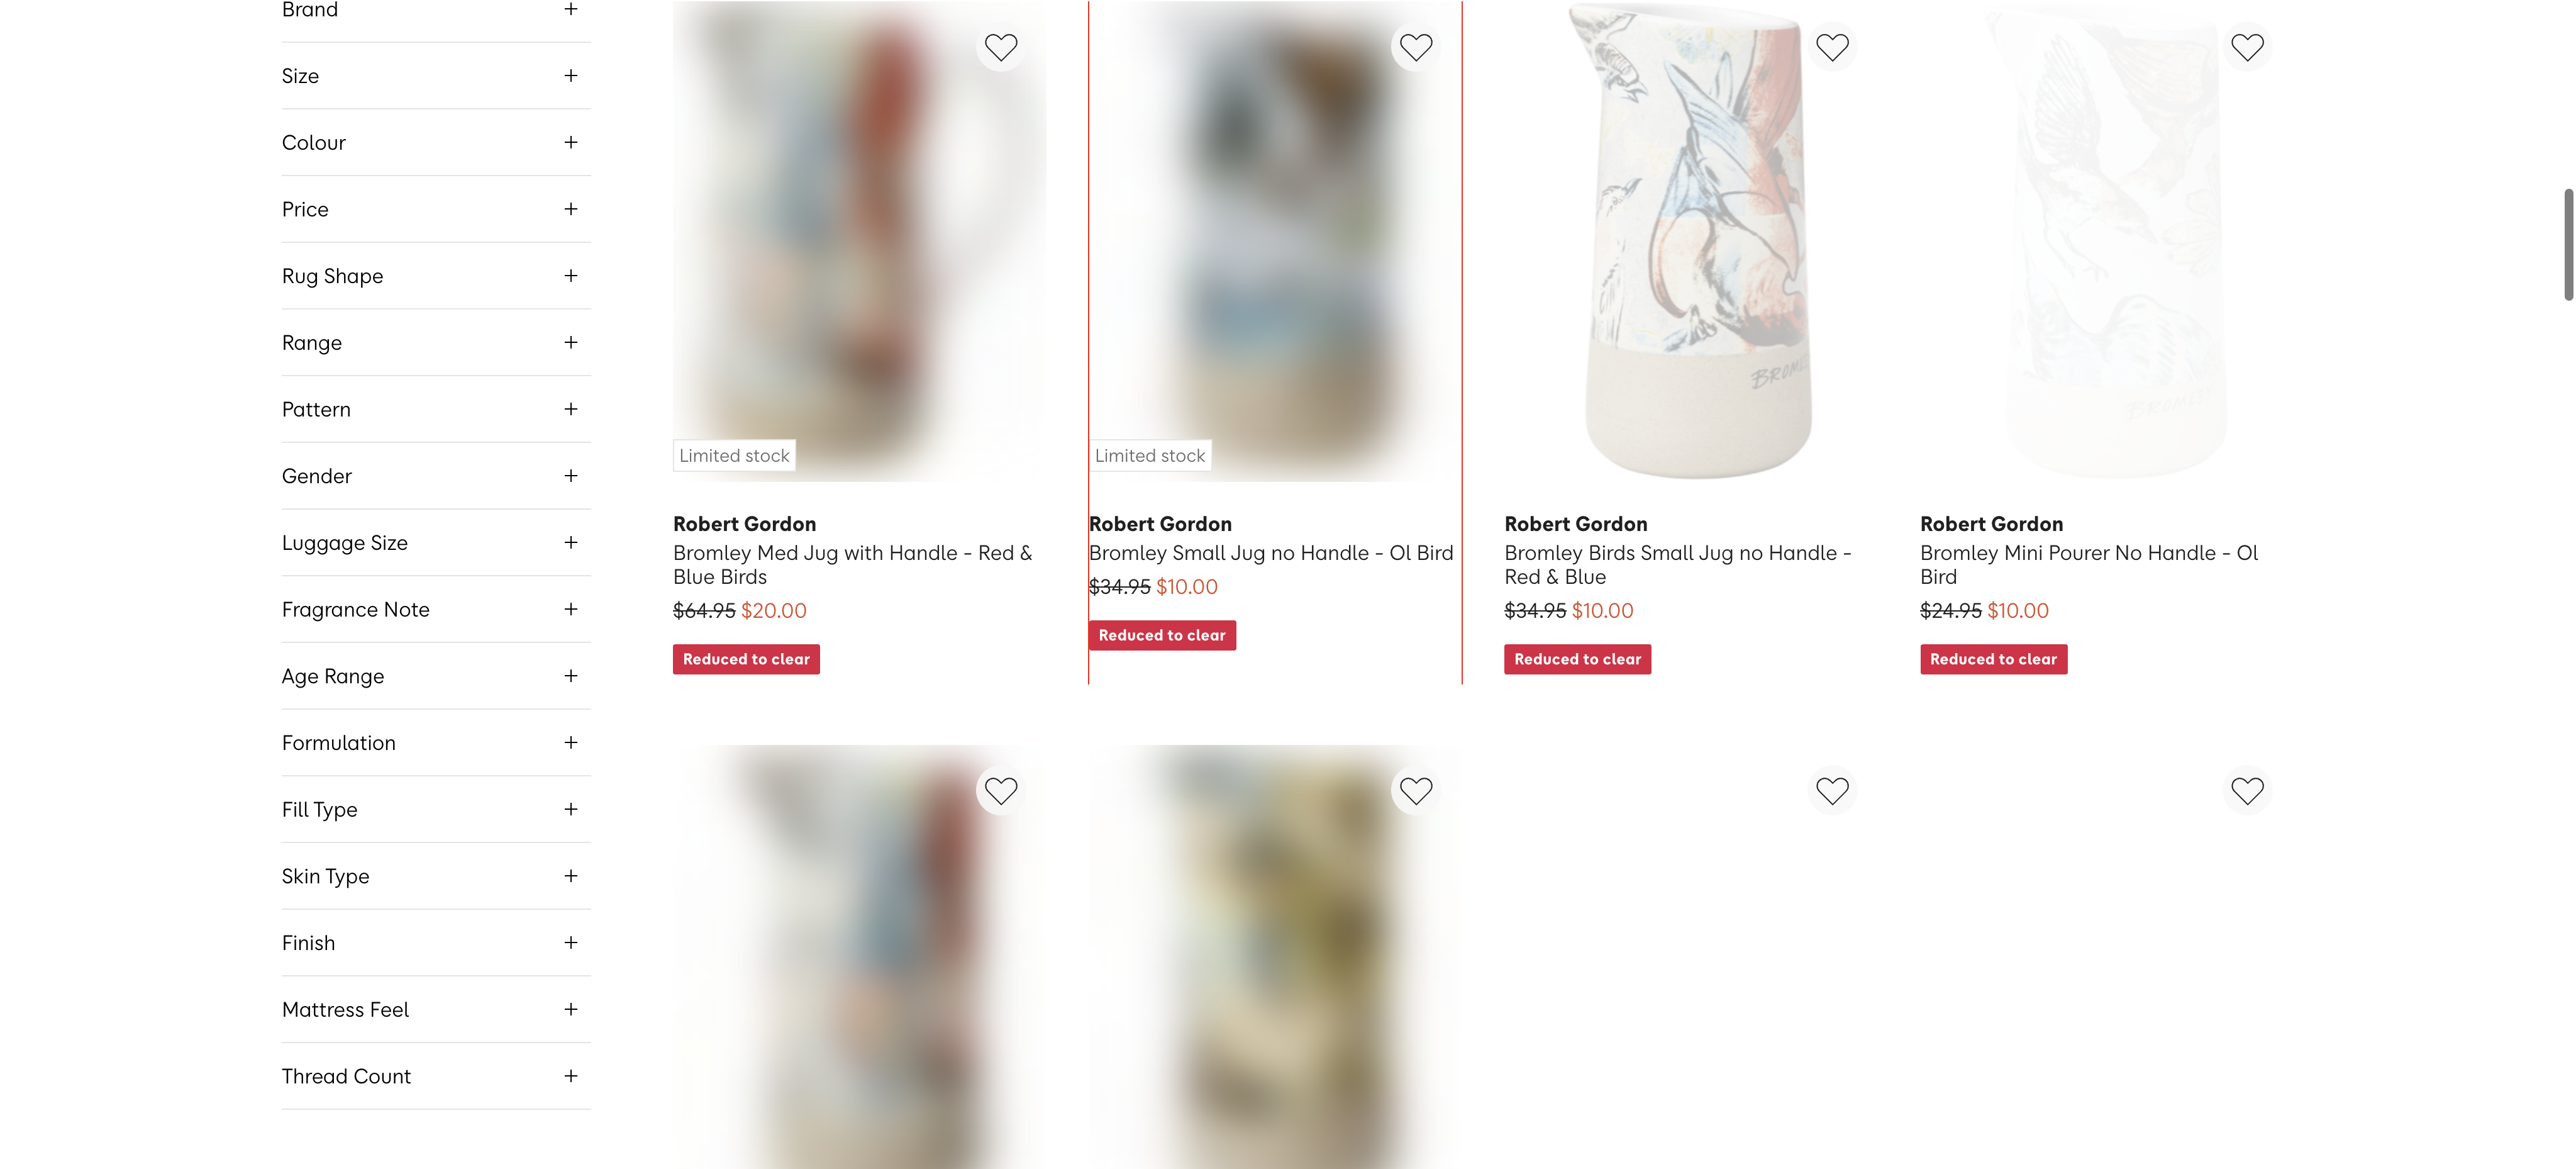 Brand
Size
Colour
Price
Rug Shape
Range
Pattern
Gender
Luggage Size
Fragrance Note
Age Range
Formulation
Fill Type
Skin Type
Finish
Mattress Feel
Thread Count
Limited stock
Robert Gordon
Bromley Med Jug with Handle - Red &
Blue Birds
$64.95 $20.00
Reduced to clear
Limited stock
Robert Gordon
Bromley Small Jug no Handle - Ol Bird
$34.95 $10.00
Reduced to clear
BROMLE
Robert Gordon
Bromley Birds Small Jug no Handle -
Red & Blue
$34.95 $10.00
Reduced to clear
BROMLE
Robert Gordon
Bromley Mini Pourer No Handle - Ol
Bird
$24.95 $10.00
Reduced to clear